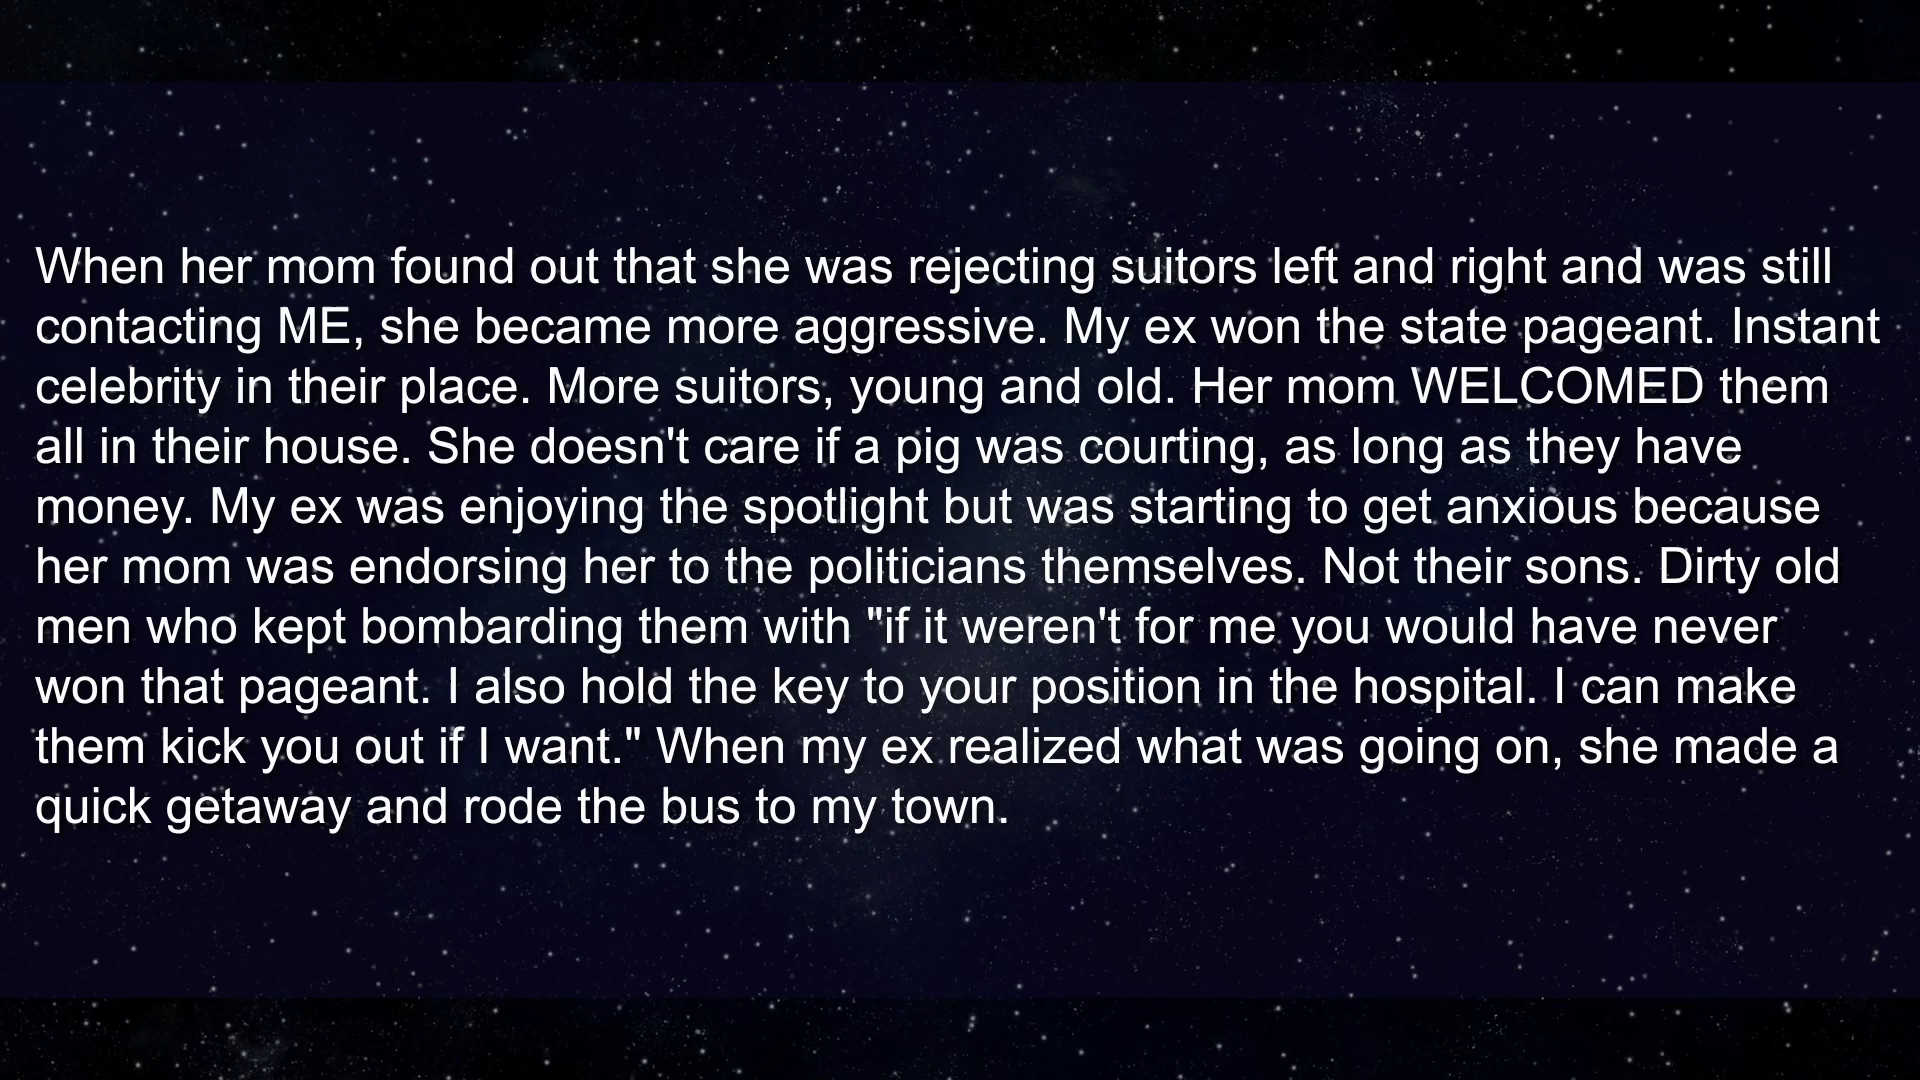 When her mom found out that she was rejecting suitors left and right and was still
contacting ME, she became more aggressive. My ex won the state pageant. Instant
celebrity in their place. More suitors, young and old. Her mom WELCOMED them
all in their house. She doesn't care if a pig was courting, as long as they have
money. My ex was enjoying the spotlight but was starting to get anxious because
her mom was endorsing her to the politicians themselves. Not their sons. Dirty old
men who kept bombarding them with "if it weren't for me you would have never
won that pageant. I also hold the key to your position in the hospital. I can make
them kick you out if I want." When my ex realized what was going on, she made a
quick getaway and rode the bus to my town.